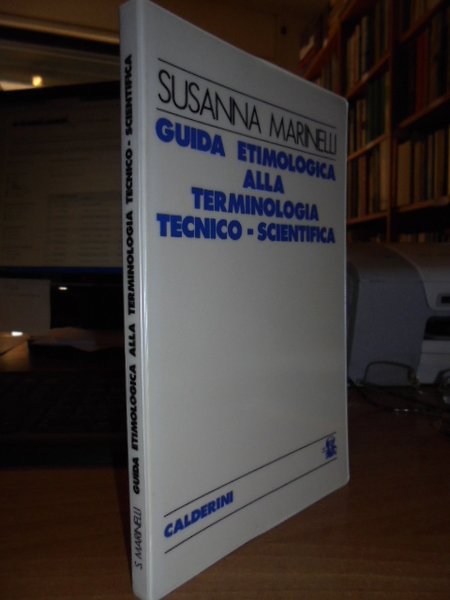 SUSANNA MARINELLI
GUIDA ETIMOLOGICA
ALLA
TERMINOLOGIA
TECNICO - SCIENTIFICA
CALDERINI
S. MARINELLI GUIDA ETIMOLOGICA ALLA TERMINOLOGIA TECNICO - SCIENTIFICA